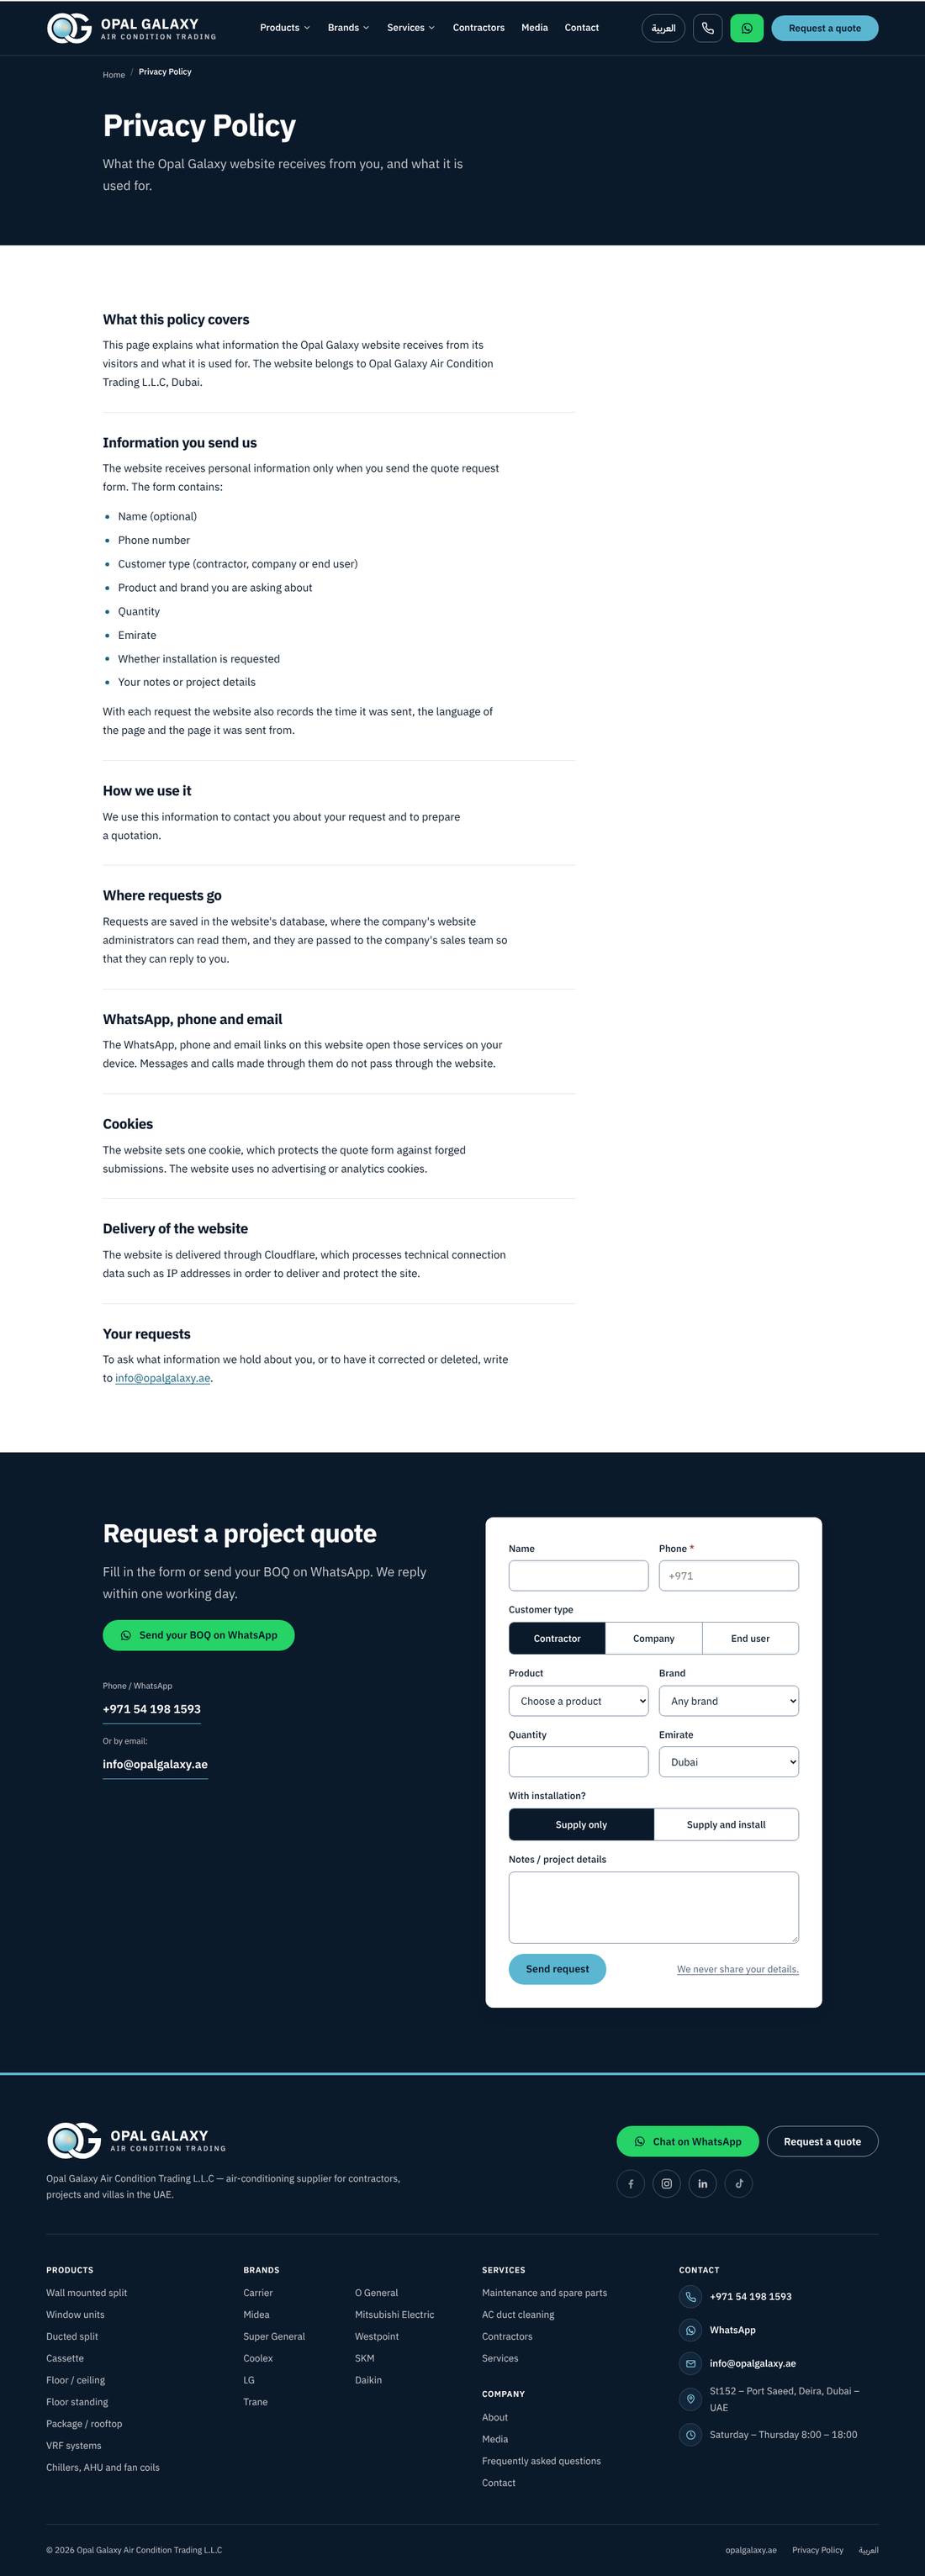 OPAL GALAXY
AIR CONDITION TRADING
Products
Brands
Services
Contractors
Media
Contact
العربية
Request a quote
Home / Privacy Policy
Privacy Policy
What the Opal Galaxy website receives from you, and what it is
used for.
What this policy covers
This page explains what information the Opal Galaxy website receives from its
visitors and what it is used for. The website belongs to Opal Galaxy Air Condition
Trading L.L.C, Dubai.
Information you send us
The website receives personal information only when you send the quote request
form. The form contains:
Name (optional)
Phone number
Customer type (contractor, company or end user)
Product and brand you are asking about
Quantity
Emirate
Whether installation is requested
Your notes or project details
With each request the website also records the time it was sent, the language of
the page and the page it was sent from.
How we use it
We use this information to contact you about your request and to prepare
a quotation.
Where requests go
Requests are saved in the website's database, where the company's website
administrators can read them, and they are passed to the company's sales team so
that they can reply to you.
WhatsApp, phone and email
The WhatsApp, phone and email links on this website open those services on your
device. Messages and calls made through them do not pass through the website.
Cookies
The website sets one cookie, which protects the quote form against forged
submissions. The website uses no advertising or analytics cookies.
Delivery of the website
The website is delivered through Cloudflare, which processes technical connection
data such as IP addresses in order to deliver and protect the site.
Your requests
To ask what information we hold about you, or to have it corrected or deleted, write
to info@opalgalaxy.ae.
Request a project quote
Fill in the form or send your BOQ on WhatsApp. We reply
within one working day.
Send your BOQ on WhatsApp
Phone / WhatsApp
+971 54 198 1593
Or by email:
info@opalgalaxy.ae
Name
Phone *
+971
Customer type
Contractor
Company
End user
Product
Brand
Choose a product
Any brand
Quantity
Emirate
Dubai
With installation?
Supply only
Supply and install
Notes / project details
Send request
We never share your details.
OPAL GALAXY
AIR CONDITION TRADING
Opal Galaxy Air Condition Trading L.L.C — air-conditioning supplier for contractors,
projects and villas in the UAE.
Chat on WhatsApp
Request a quote
PRODUCTS
Wall mounted split
Window units
Ducted split
Cassette
Floor / ceiling
Floor standing
Package / rooftop
VRF systems
Chillers, AHU and fan coils
BRANDS
Carrier
Midea
Super General
Coolex
LG
Trane
O General
Mitsubishi Electric
Westpoint
SKM
Daikin
SERVICES
Maintenance and spare parts
AC duct cleaning
Contractors
Services
COMPANY
About
Media
Frequently asked questions
Contact
CONTACT
+971 54 198 1593
WhatsApp
info@opalgalaxy.ae
St152 – Port Saeed, Deira, Dubai –
UAE
Saturday – Thursday 8:00 – 18:00
© 2026 Opal Galaxy Air Condition Trading L.L.C
opalgalaxy.ae
Privacy Policy
العربية